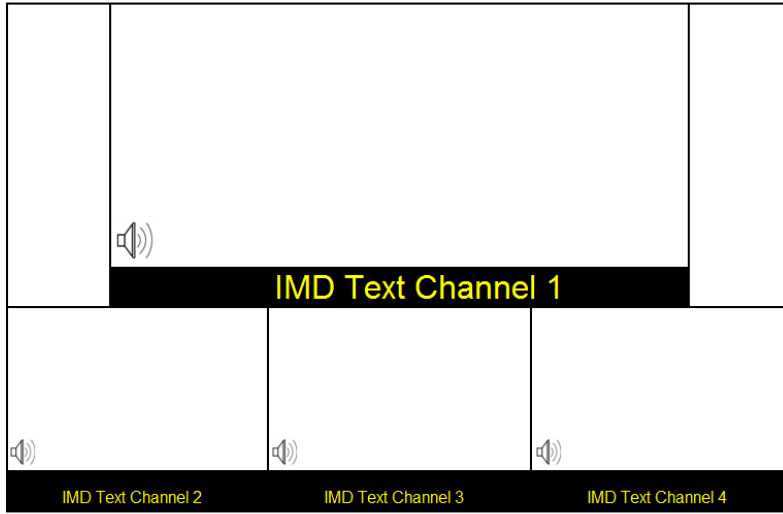 IMD Text Channel 1
IMD Text Channel 2
IMD Text Channel 3
IMD Text Channel 4